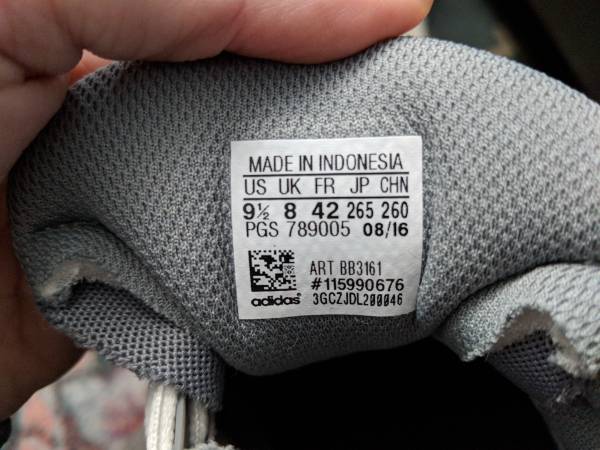 MADE IN INDONESIA
US UK FR JP CHN
9½ 8 42 265 260
PGS 789005 08/16
ART BB3161
#115990676
adidas 3GCZJDL200046